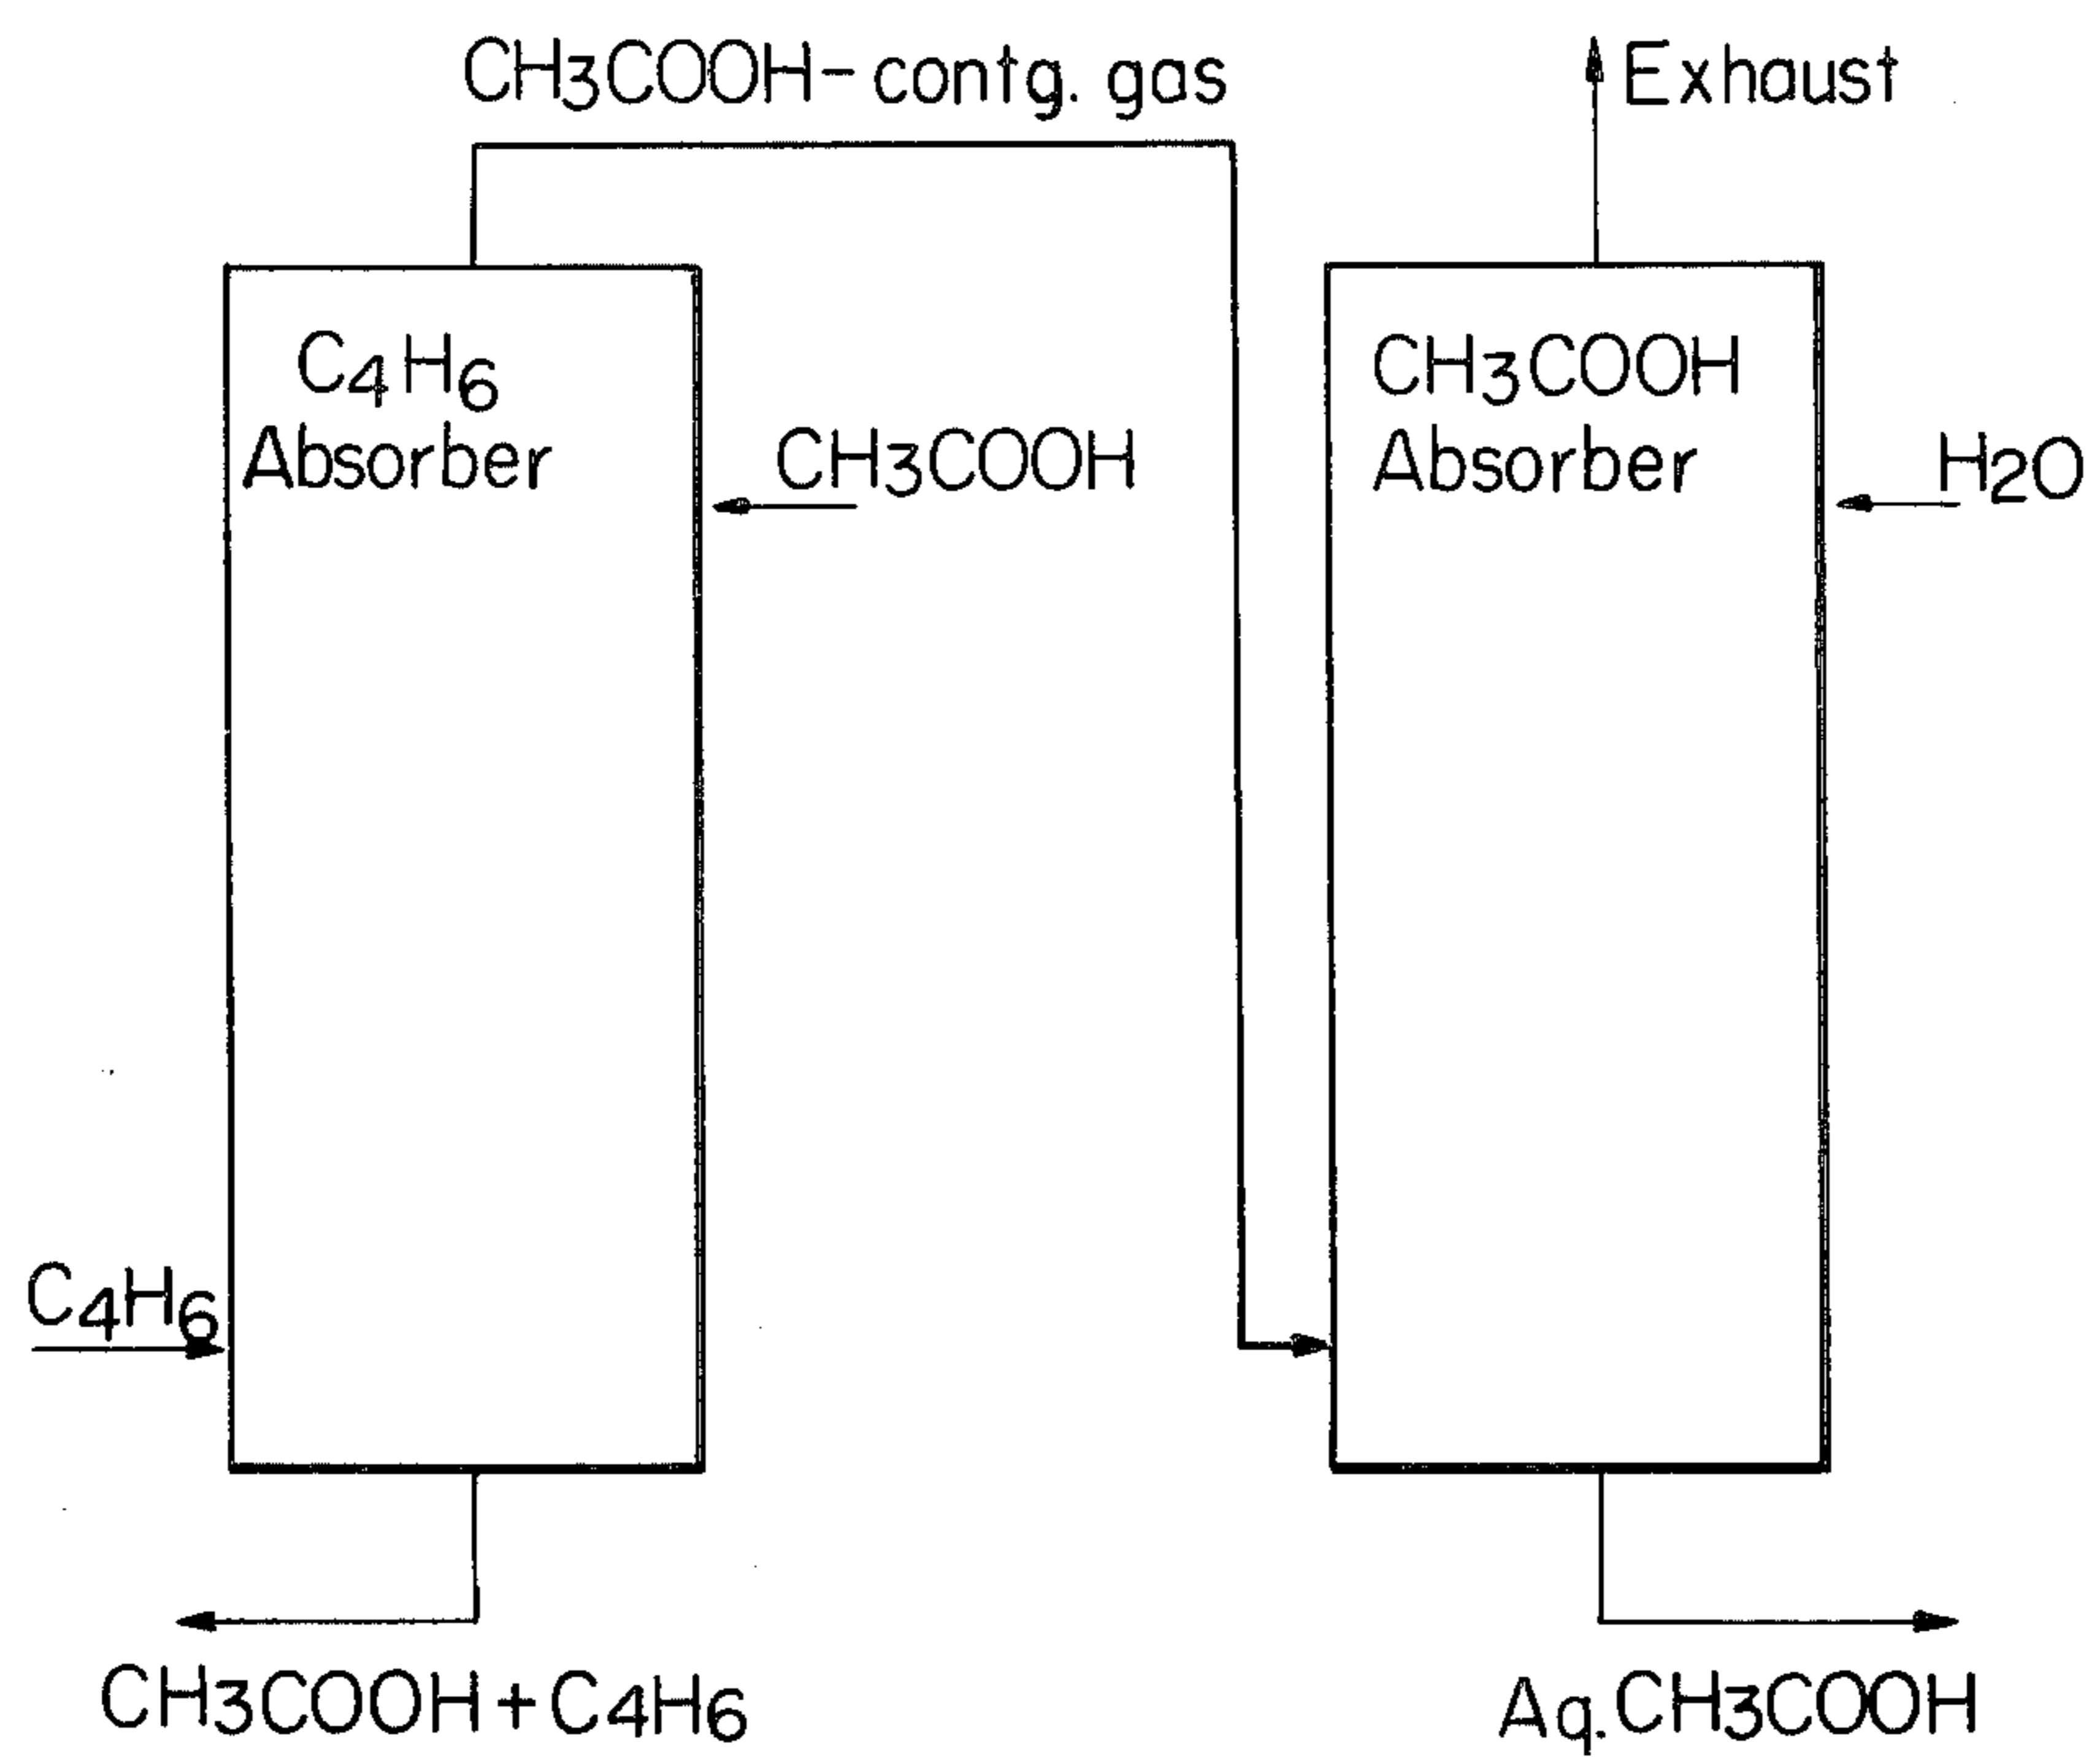 CH3COOH-contg. gas
Exhaust
C4H6
Absorber
CH3COOH
CH3COOH
Absorber
H2O
C4H6
CH3COOH+C4H6
Aq.CH3COOH